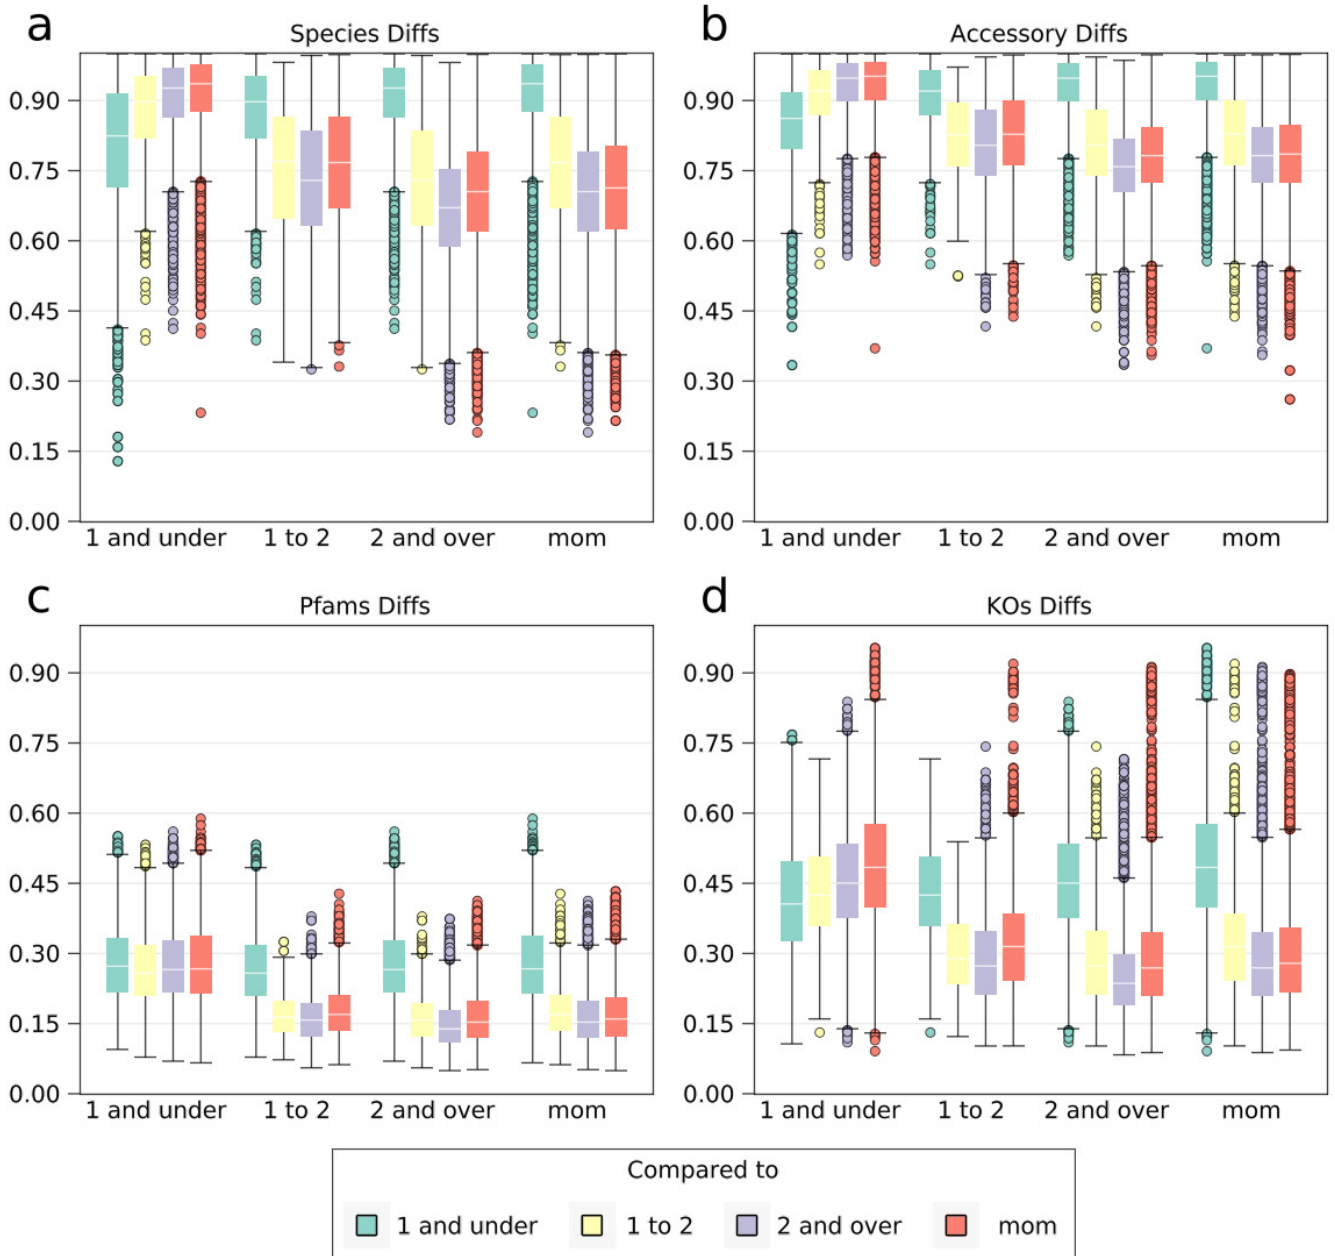 a
Species Diffs
0.90
0.75
0.60
0.45
0.30
0.15
0.00
1 and under 1 to 2 2 and over mom
b
Accessory Diffs
0.90
0.75
0.60
0.45
0.30
0.15
0.00
1 and under 1 to 2 2 and over mom
c
Pfams Diffs
0.90
0.75
0.60
0.45
0.30
0.15
0.00
1 and under 1 to 2 2 and over mom
d
KOs Diffs
0.90
0.75
0.60
0.45
0.30
0.15
0.00
1 and under 1 to 2 2 and over mom
Compared to
1 and under 1 to 2 2 and over mom